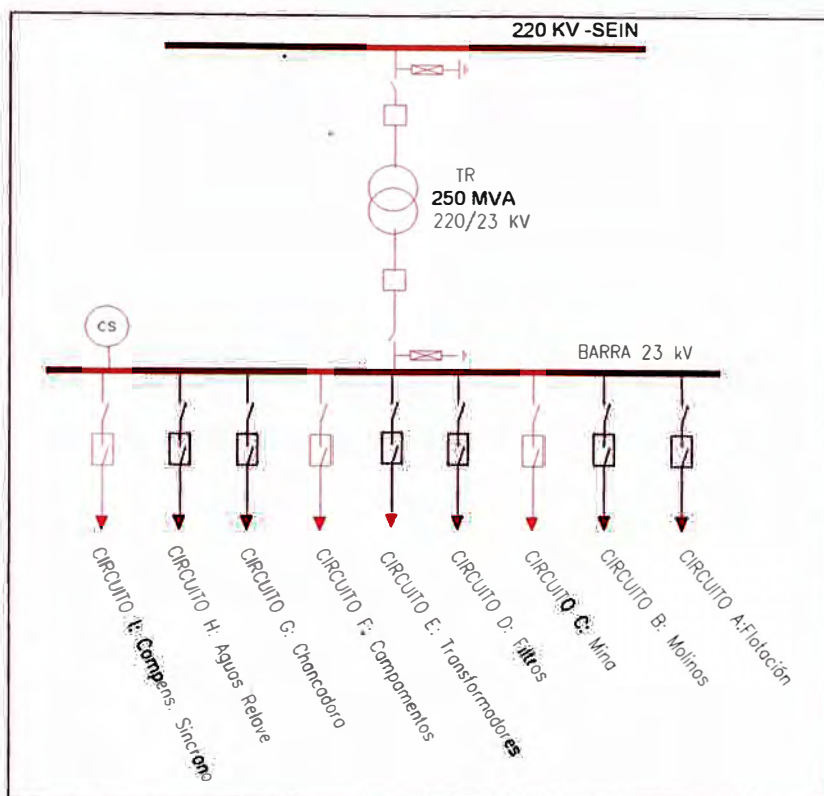 220 KV -SEIN
TR
250 MVA
220/23 KV
CS
BARRA 23 kV
CIRCUITO I: Compens. Sincrono
CIRCUITO H: Aguas Relave
CIRCUITO G: Chancadora
CIRCUITO F: Campamentos
CIRCUITO E: Transformadores
CIRCUITO D: Filtros
CIRCUITO C: Mina
CIRCUITO B: Molinos
CIRCUITO A:Flotación